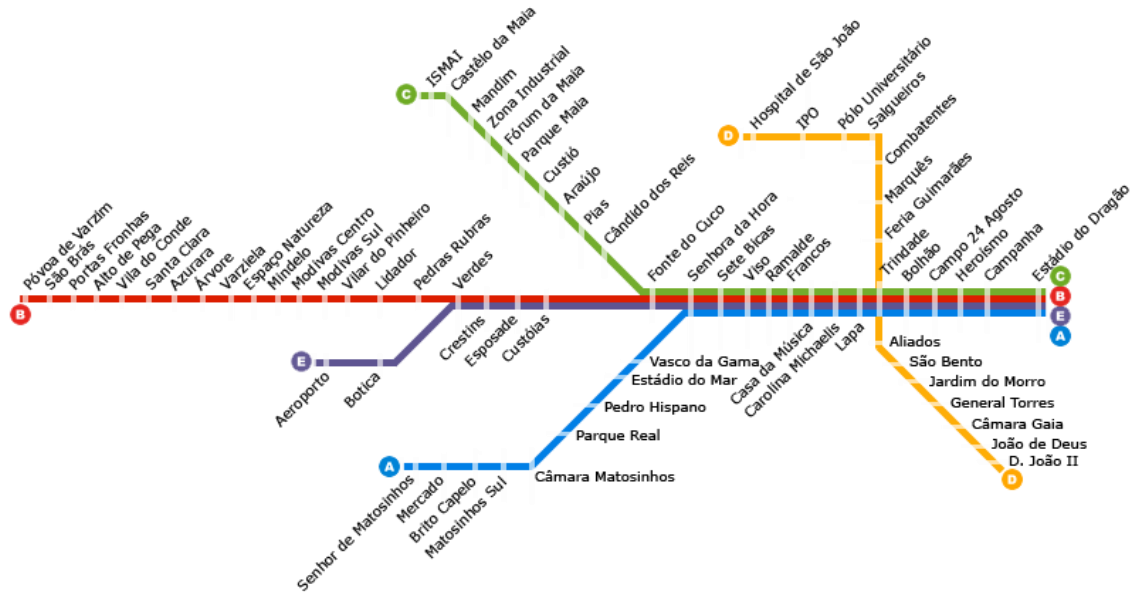 C
ISMAI
Castêlo da Maia
Mandim
Zona Industrial
Fórum da Maia
Parque Maia
Custió
Araújo
Pias
Cândido dos Reis
D
Hospital de São João
IPO
Pólo Universitário
Salgueiros
Combatentes
Marquês
Feria Guimarães
Póvoa de Varzim
São Brás
Portas Fronhas
Alto de Pega
Vila do Conde
Santa Clara
Azurara
Árvore
Varziela
Espaço Natureza
Mindelo
Modivas Centro
Modivas Sul
Vilar do Pinheiro
Lidador
Pedras Rubras
Verdes
Fonte do Cuco
Senhora da Hora
Sete Bicas
Viso
Ramalde
Francos
Trindade
Bolhão
Campo 24 Agosto
Heroísmo
Campanha
Estádio do Dragão
C
B
E
A
B
Crestins
Esposade
Custóias
E
Aeroporto
Botica
Casa da Música
Carolina Michaelis
Lapa
Vasco da Gama
Estádio do Mar
Pedro Hispano
Parque Real
Câmara Matosinhos
A
Senhor de Matosinhos
Mercado
Brito Capelo
Matosinhos Sul
Aliados
São Bento
Jardim do Morro
General Torres
Câmara Gaia
João de Deus
D. João II
D